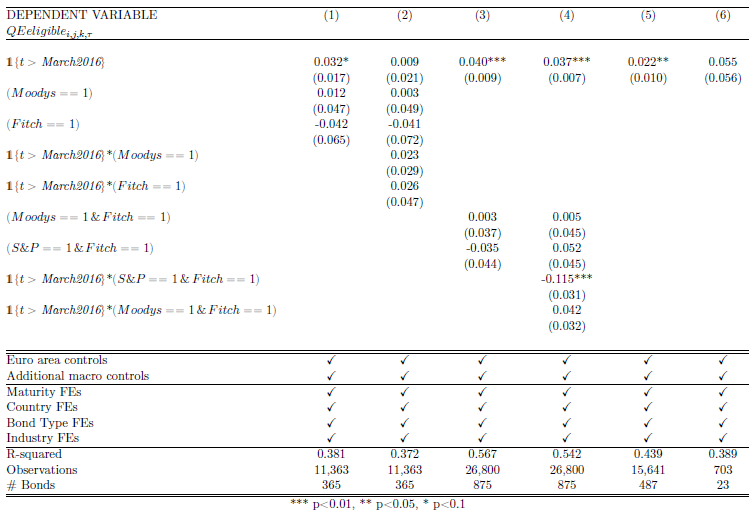 DEPENDENT VARIABLE (1) (2) (3) (4) (5) (6)
QEeligible_{i,j,k,τ}
𝟙{t > March2016} 0.032* 0.009 0.040*** 0.037*** 0.022** 0.055
(0.017) (0.021) (0.009) (0.007) (0.010) (0.056)
(Moodys == 1) 0.012 0.003
(0.047) (0.049)
(Fitch == 1) -0.042 -0.041
(0.065) (0.072)
𝟙{t > March2016}*(Moodys == 1) 0.023
(0.029)
𝟙{t > March2016}*(Fitch == 1) 0.026
(0.047)
(Moodys == 1 & Fitch == 1) 0.003 0.005
(0.037) (0.045)
(S&P == 1 & Fitch == 1) -0.035 0.052
(0.044) (0.045)
𝟙{t > March2016}*(S&P == 1 & Fitch == 1) -0.115***
(0.031)
𝟙{t > March2016}*(Moodys == 1 & Fitch == 1) 0.042
(0.032)
Euro area controls ✓ ✓ ✓ ✓ ✓ ✓
Additional macro controls ✓ ✓ ✓ ✓ ✓ ✓
Maturity FEs ✓ ✓ ✓ ✓ ✓ ✓
Country FEs ✓ ✓ ✓ ✓ ✓ ✓
Bond Type FEs ✓ ✓ ✓ ✓ ✓ ✓
Industry FEs ✓ ✓ ✓ ✓ ✓ ✓
R-squared 0.381 0.372 0.567 0.542 0.439 0.389
Observations 11,363 11,363 26,800 26,800 15,641 703
# Bonds 365 365 875 875 487 23
*** p<0.01, ** p<0.05, * p<0.1